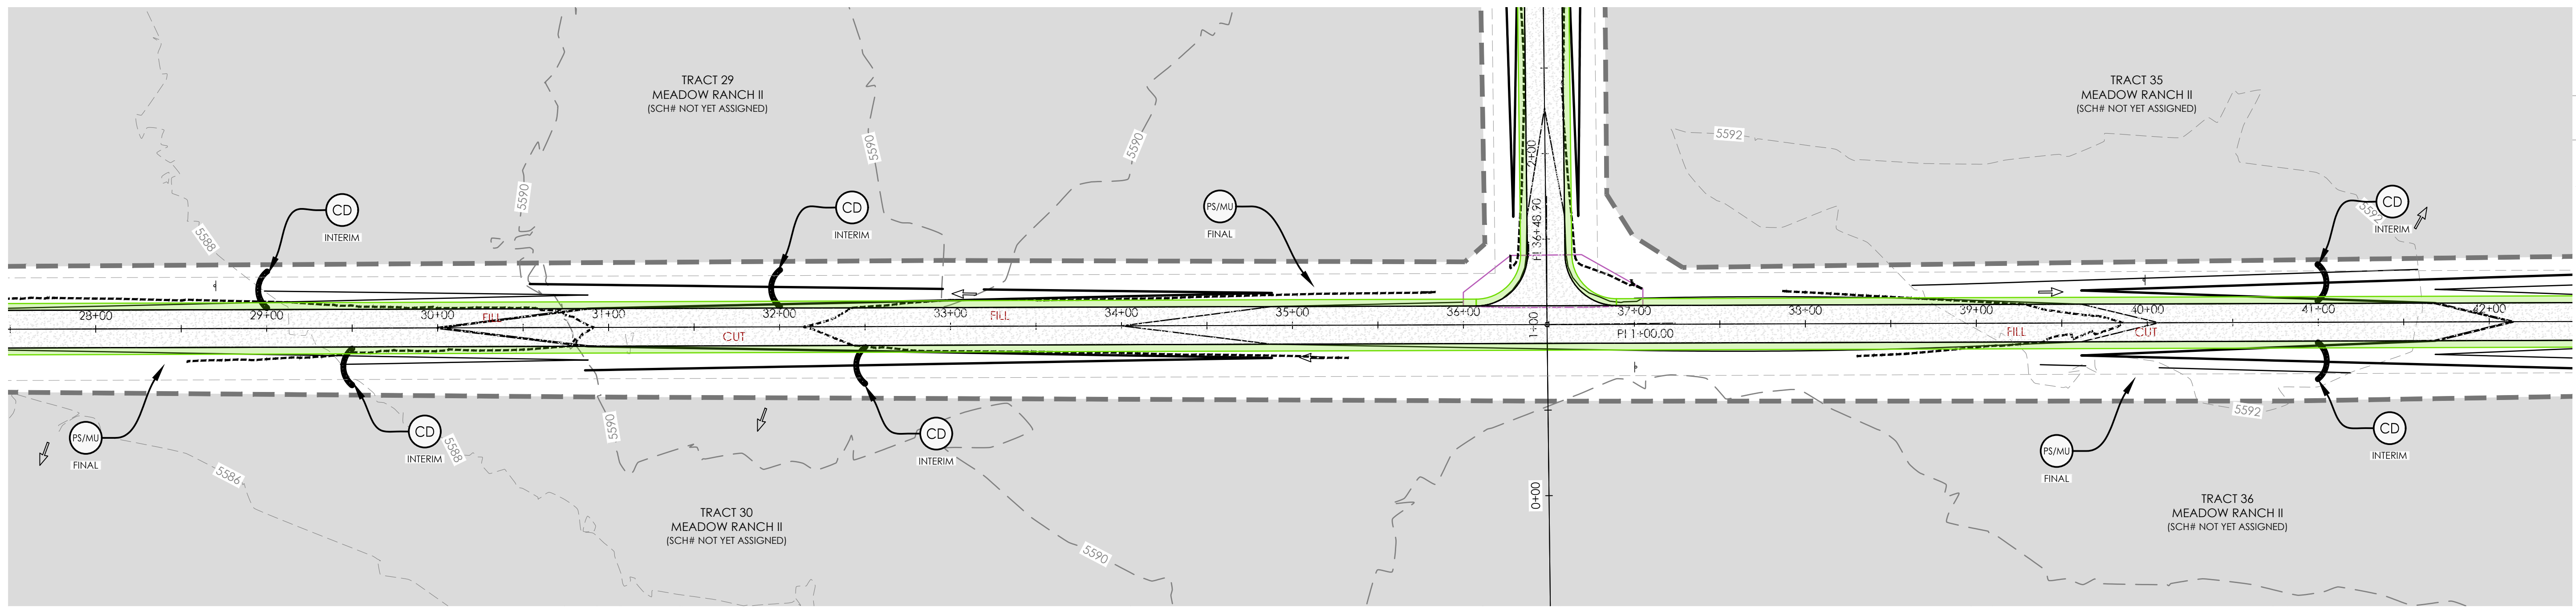 TRACT 29
MEADOW RANCH II
(SCH# NOT YET ASSIGNED)
TRACT 35
MEADOW RANCH II
(SCH# NOT YET ASSIGNED)
5592
5590
5590
5590
2+00
CD
INTERIM
CD
INTERIM
PS/MU
FINAL
CD
INTERIM
5592
5588
PI 36+48.90
28+00
29+00
30+00
31+00
32+00
33+00
34+00
35+00
36+00
37+00
38+00
39+00
40+00
41+00
42+00
FILL
FILL
CUT
1+00
PI 1+00.00
FILL
CUT
PS/MU
FINAL
CD
INTERIM
5588
5590
CD
INTERIM
5592
PS/MU
FINAL
CD
INTERIM
5586
0+00
5590
TRACT 30
MEADOW RANCH II
(SCH# NOT YET ASSIGNED)
TRACT 36
MEADOW RANCH II
(SCH# NOT YET ASSIGNED)